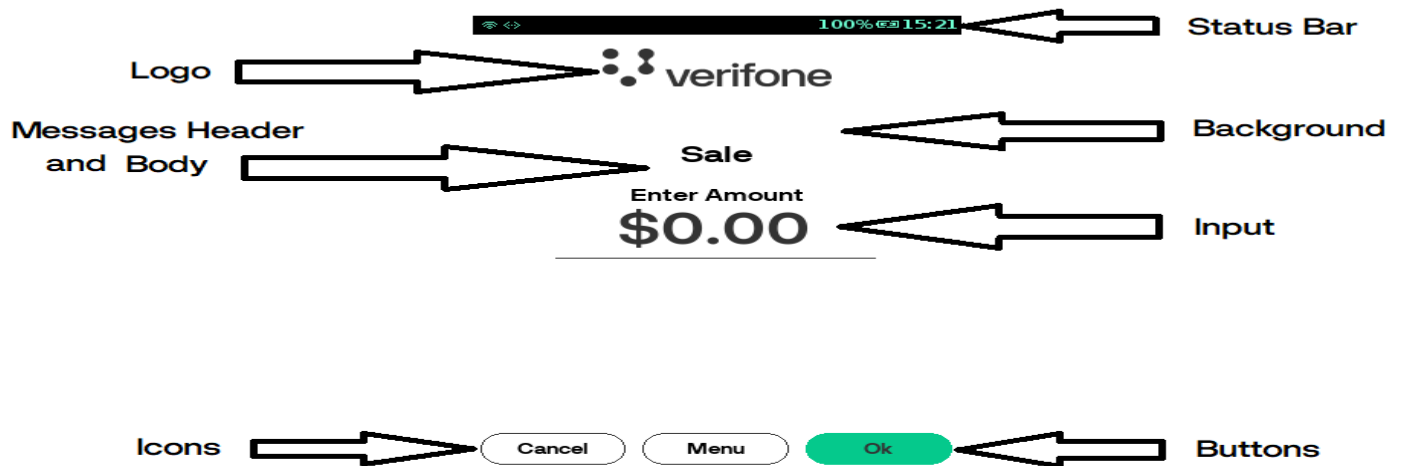 100% 15:21
Status Bar
Logo
verifone
Messages Header
and Body
Background
Sale
Enter Amount
$0.00
Input
Icons
Cancel
Menu
Ok
Buttons